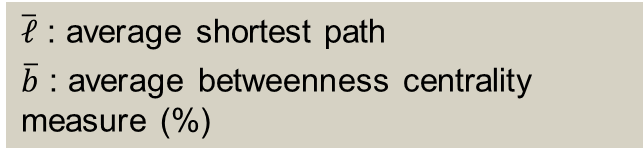 ℓ̅ : average shortest path
b̅ : average betweenness centrality
measure (%)